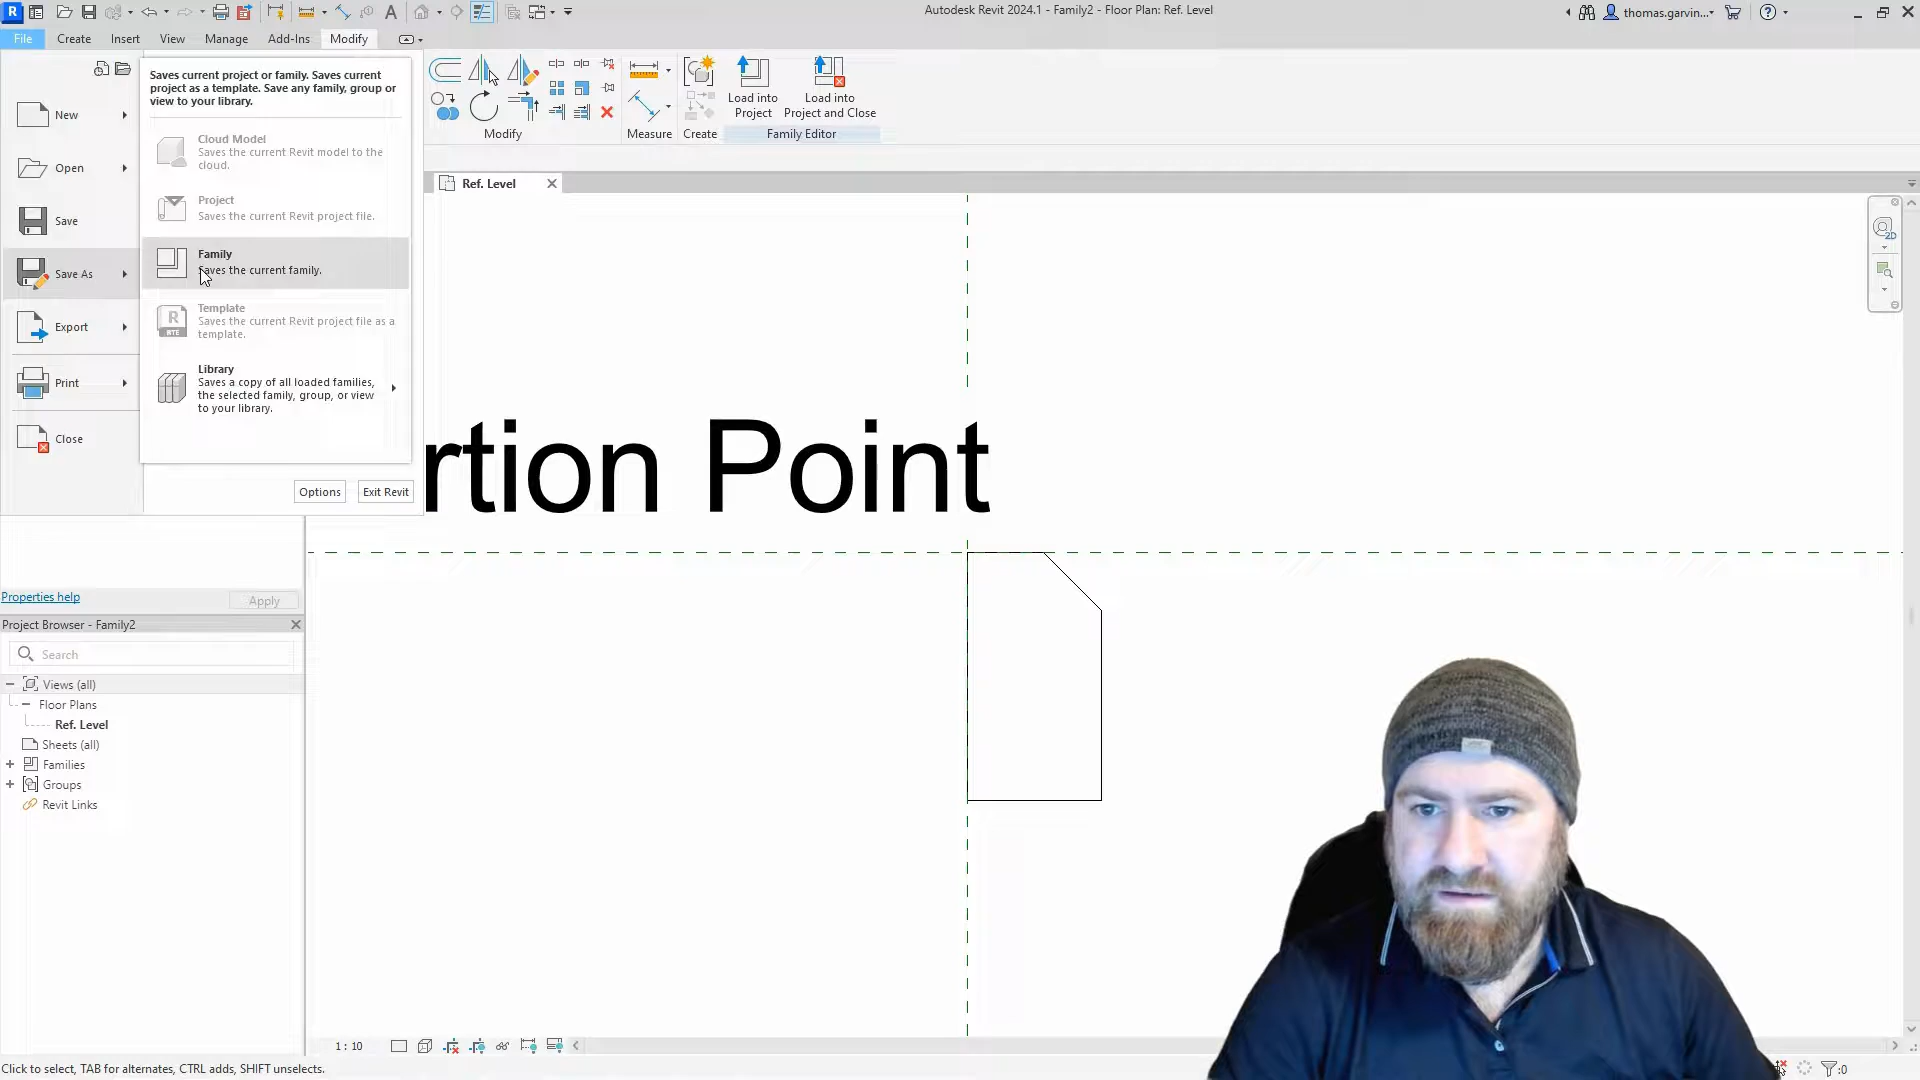 Autodesk Revit 2024.1 - Family2 - Floor Plan: Ref. Level
thomas.garvin...
File
Create
Insert
View
Manage
Add-Ins
Modify
Saves current project or family. Saves
current project as a template. Save any family, group or
view to your library.
New
Open
Save
Save As
Export
Print
Close
Cloud Model
Saves the current Revit model to the
cloud.
Project
Saves the current Revit project file.
Family
Saves the current family.
Template
Saves the current Revit project file as a
template.
Library
Saves a copy of all loaded families,
the selected family, group, or view
to your library.
Options
Exit Revit
Load into
Project
Load into
Project and Close
Modify
Measure
Create
Family Editor
Ref. Level
rtion Point
2D
Properties help
Apply
Project Browser - Family2
Search
Views (all)
Floor Plans
Ref. Level
Sheets (all)
Families
Groups
Revit Links
1 : 10
Click to select, TAB for alternates, CTRL adds, SHIFT unselects.
:0